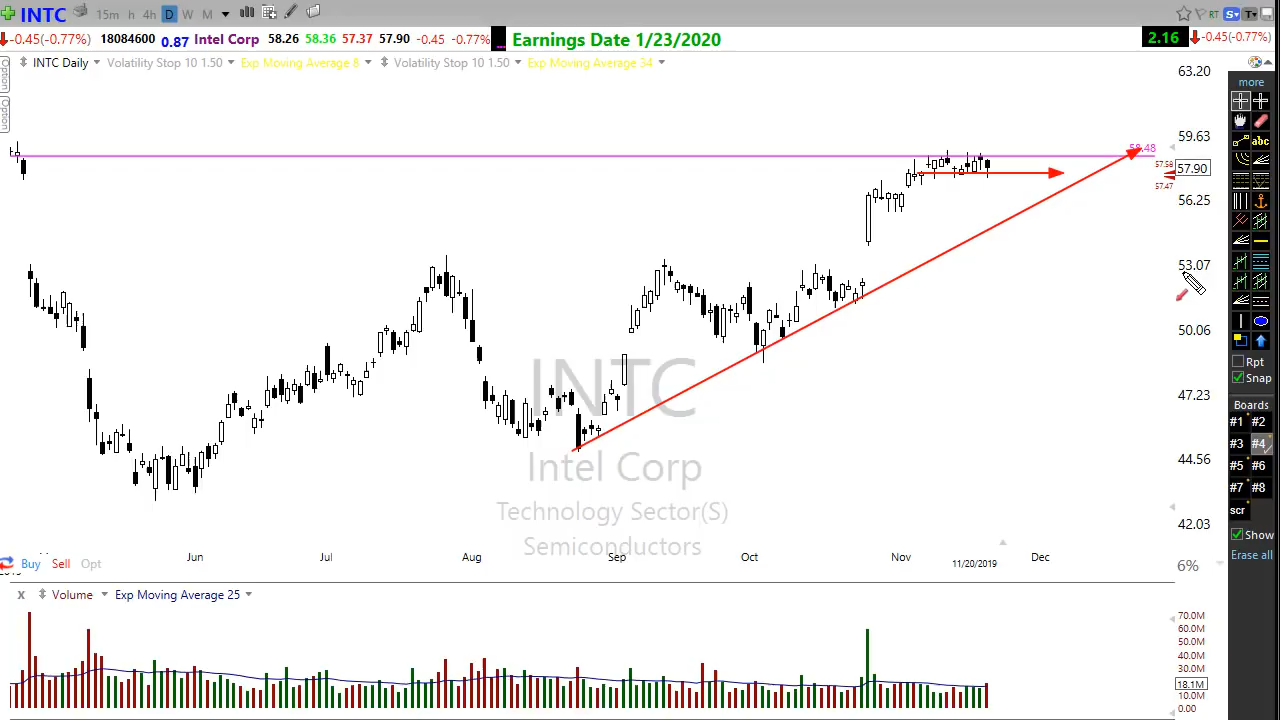 INTC 15m h 4h D W M RT S T
-0.45(-0.77%) 18084600 0.87 Intel Corp 58.26 58.36 57.37 57.90 -0.45 -0.77% Earnings Date 1/23/2020 2.16 -0.45(-0.77%)
INTC Daily Volatility Stop 10 1.50 Exp Moving Average 8 Volatility Stop 10 1.50 Exp Moving Average 34
Option
Option
63.20
59.63
58.48
57.58
57.90
57.47
56.25
53.07
50.06
47.23
44.56
42.03
INTC
Intel Corp
Technology Sector(S)
Semiconductors
Jun Jul Aug Sep Oct Nov Dec
11/20/2019
Buy Sell Opt
6%
X Volume Exp Moving Average 25
70.0M
60.0M
50.0M
40.0M
30.0M
18.1M
10.0M
0.00
more
abc
Rpt
Snap
Boards
#1 #2
#3 #4
#5 #6
#7 #8
scr
Show
Erase all